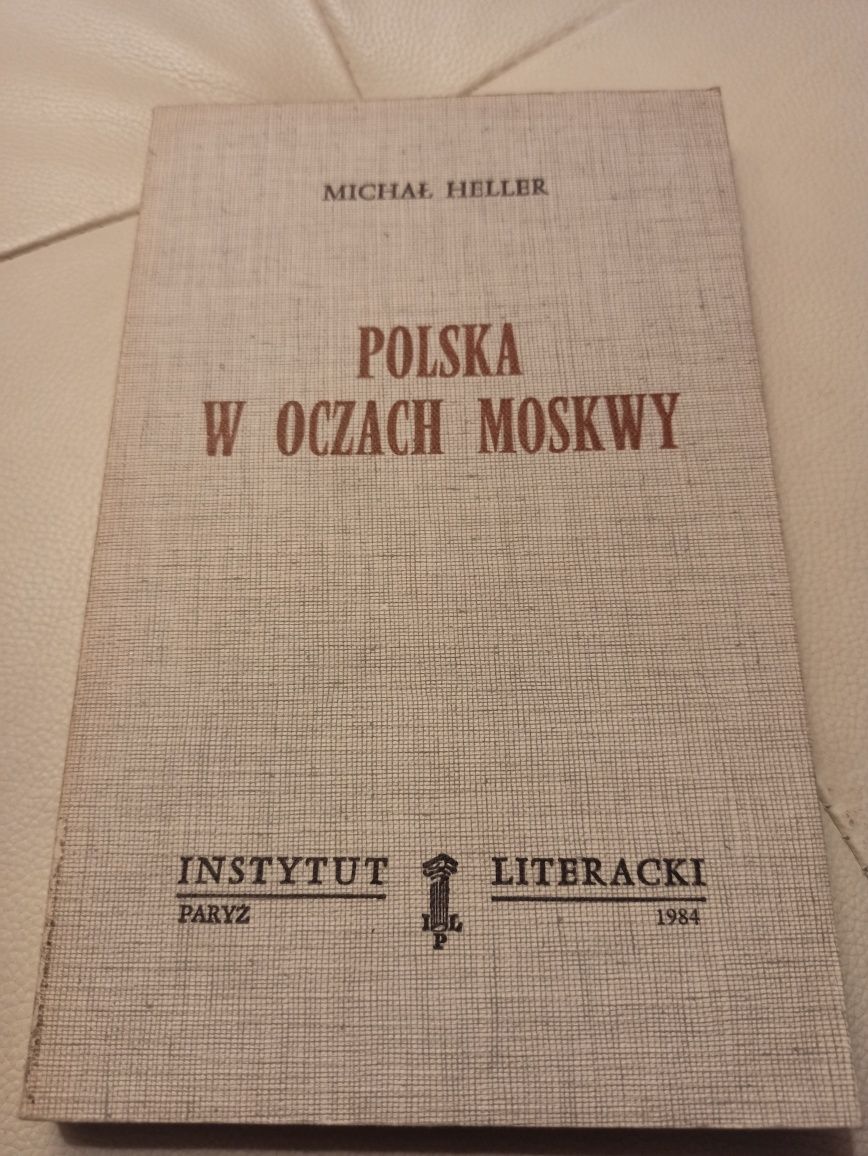 MICHAŁ HELLER
POLSKA
W OCZACH MOSKWY
INSTYTUT LITERACKI
PARYŻ 1984
I L
P